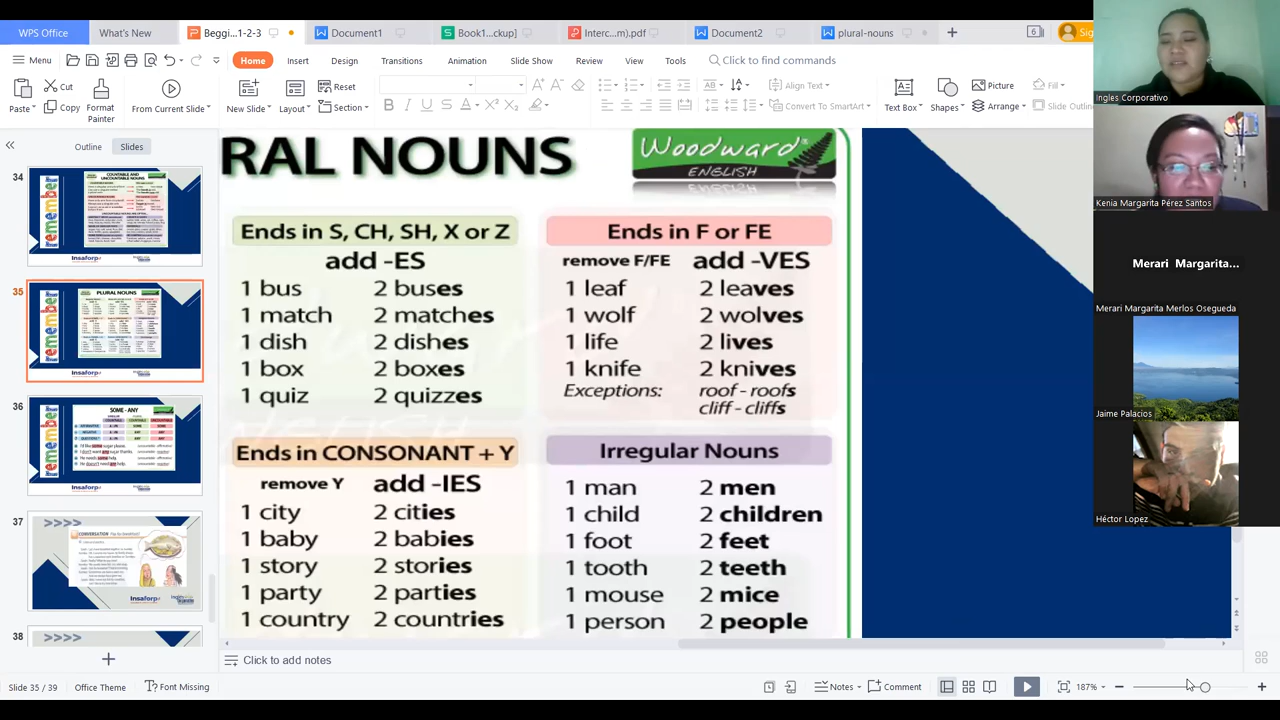 WPS Office
What's New
Beggi...1-2-3
Document1
Book1...ckup]
Interc...m).pdf
Document2
plural-nouns
Menu
Home
Insert
Design
Transitions
Animation
Slide Show
Review
View
Tools
Click to find commands
Paste
Cut
Copy
Format Painter
From Current Slide
New Slide
Layout
Reset
Section
Align Text
Convert To SmartArt
Text Box
Shapes
Picture
Arrange
Fill
Outline
Slides
34
35
36
37
38
RAL NOUNS
Woodward
ENGLISH
Ends in S, CH, SH, X or Z
add -ES
1 bus 2 buses
1 match 2 matches
1 dish 2 dishes
1 box 2 boxes
1 quiz 2 quizzes
Ends in F or FE
remove F/FE add -VES
1 leaf 2 leaves
1 wolf 2 wolves
1 life 2 lives
1 knife 2 knives
Exceptions: roof - roofs
cliff - cliffs
Ends in CONSONANT + Y
remove Y add -IES
1 city 2 cities
1 baby 2 babies
1 story 2 stories
1 party 2 parties
1 country 2 countries
Irregular Nouns
1 man 2 men
1 child 2 children
1 foot 2 feet
1 tooth 2 teeth
1 mouse 2 mice
1 person 2 people
Ingles Corporativo
Kenia Margarita Pérez Santos
Merari Margarita...
Merari Margarita Merlos Osegueda
Jaime Palacios
Héctor Lopez
Click to add notes
Slide 35 / 39
Office Theme
Font Missing
Notes
Comment
187%